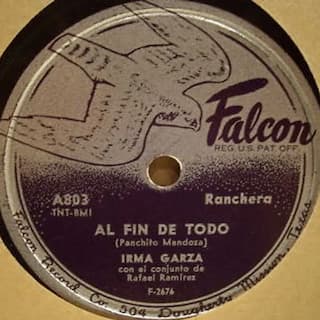 Falcon
REG. U.S. PAT. OFF.
A803 Ranchera
TNT-BMI
AL FIN DE TODO
(Panchito Mendoza)
IRMA GARZA
con el conjunto de
Rafael Ramirez
F-2676
Falcon Record Co 504 Dougherty Mission, Texas